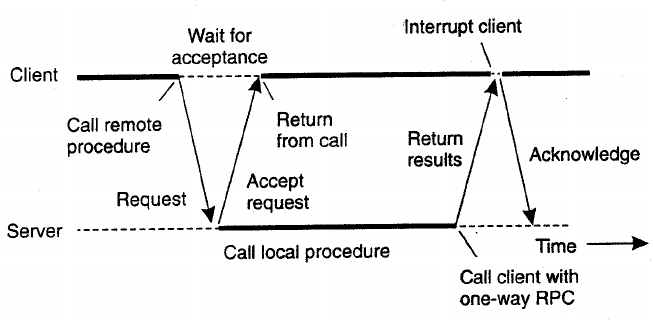 Interrupt client
Wait for
acceptance
Client
Call remote
procedure
Return
from call
Return
results
Acknowledge
Request
Accept
request
Server
Call local procedure
Time
Call client with
one-way RPC